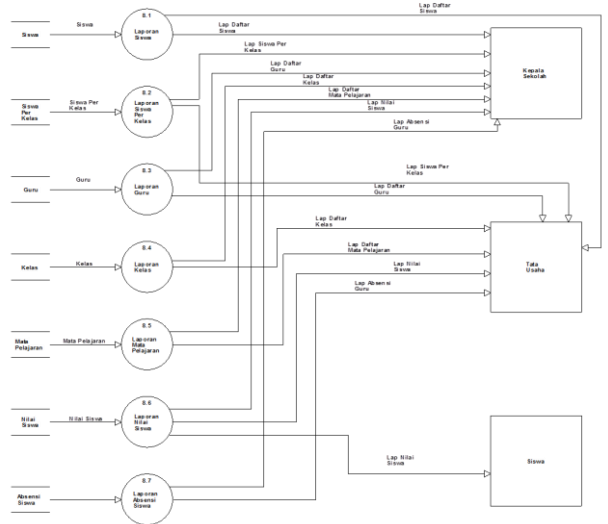 Lap Daftar
Siswa
Siswa
Siswa
8.1
Laporan
Siswa
Lap Daftar
Siswa
Lap Siswa Per
Kelas
Kepala
Sekolah
Lap Daftar
Guru
Siswa
Per
Kelas
Siswa Per
Kelas
8.2
Laporan
Siswa
Per
Kelas
Lap Daftar
Kelas
Lap Daftar
Mata Pelajaran
Lap Nilai
Siswa
Lap Absensi
Guru
Guru
Guru
8.3
Laporan
Guru
Lap Siswa Per
Kelas
Lap Daftar
Guru
Kelas
Kelas
8.4
Laporan
Kelas
Lap Daftar
Kelas
Lap Daftar
Mata Pelajaran
Lap Nilai
Siswa
Lap Absensi
Guru
Tata
Usaha
Mata
Pelajaran
Mata Pelajaran
8.5
Laporan
Mata
Pelajaran
Nilai
Siswa
Nilai Siswa
8.6
Laporan
Nilai
Siswa
Lap Nilai
Siswa
Siswa
Absensi
Siswa
8.7
Laporan
Absensi
Siswa